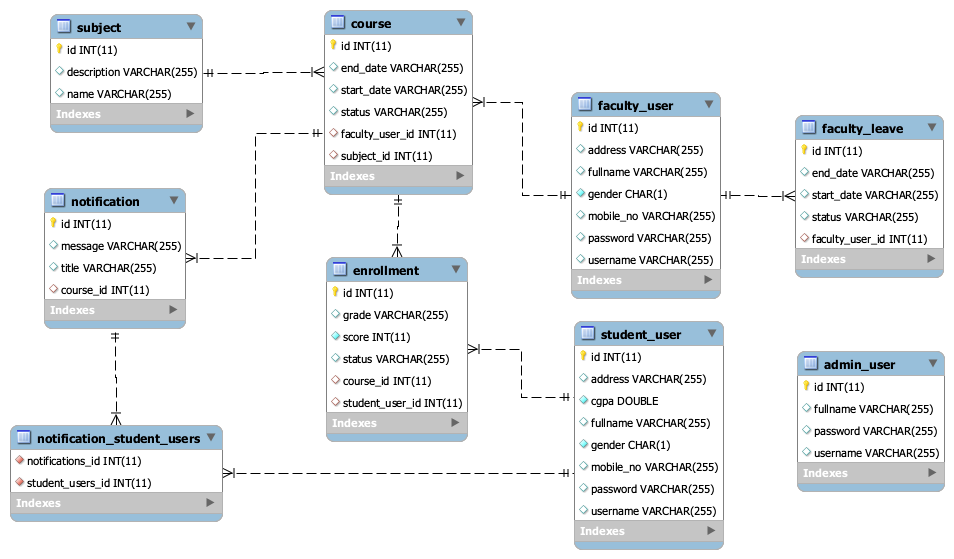 subject
id INT(11)
description VARCHAR(255)
name VARCHAR(255)
Indexes
course
id INT(11)
end_date VARCHAR(255)
start_date VARCHAR(255)
status VARCHAR(255)
faculty_user_id INT(11)
subject_id INT(11)
Indexes
faculty_user
id INT(11)
address VARCHAR(255)
fullname VARCHAR(255)
gender CHAR(1)
mobile_no VARCHAR(255)
password VARCHAR(255)
username VARCHAR(255)
Indexes
faculty_leave
id INT(11)
end_date VARCHAR(255)
start_date VARCHAR(255)
status VARCHAR(255)
faculty_user_id INT(11)
Indexes
notification
id INT(11)
message VARCHAR(255)
title VARCHAR(255)
course_id INT(11)
Indexes
enrollment
id INT(11)
grade VARCHAR(255)
score INT(11)
status VARCHAR(255)
course_id INT(11)
student_user_id INT(11)
Indexes
student_user
id INT(11)
address VARCHAR(255)
cgpa DOUBLE
fullname VARCHAR(255)
gender CHAR(1)
mobile_no VARCHAR(255)
password VARCHAR(255)
username VARCHAR(255)
Indexes
admin_user
id INT(11)
fullname VARCHAR(255)
password VARCHAR(255)
username VARCHAR(255)
Indexes
notification_student_users
notifications_id INT(11)
student_users_id INT(11)
Indexes